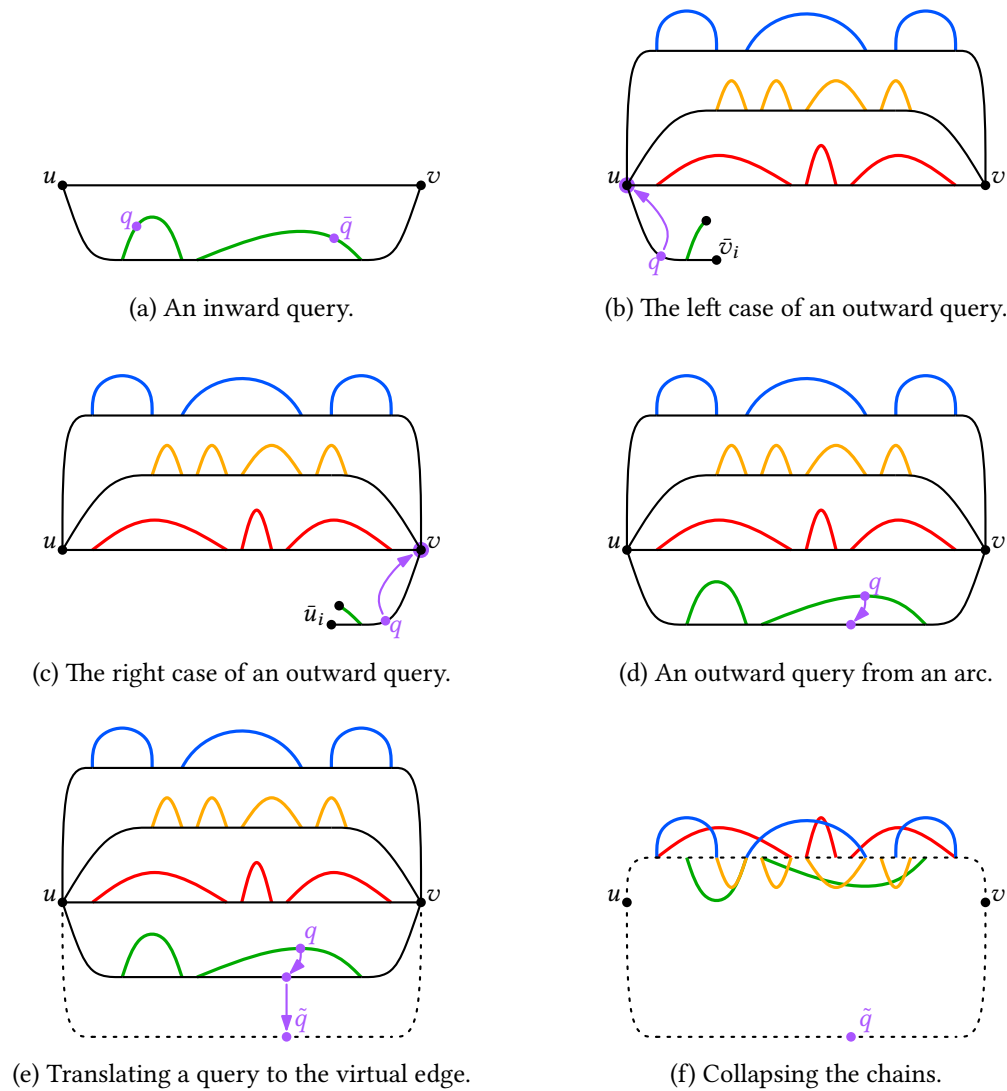 u
v
q
q̄
(a) An inward query.
u
v
q
v̄ᵢ
(b) The left case of an outward query.
u
v
ūᵢ
q
(c) The right case of an outward query.
u
v
q
(d) An outward query from an arc.
u
v
q
q̃
(e) Translating a query to the virtual edge.
u
v
q̃
(f) Collapsing the chains.